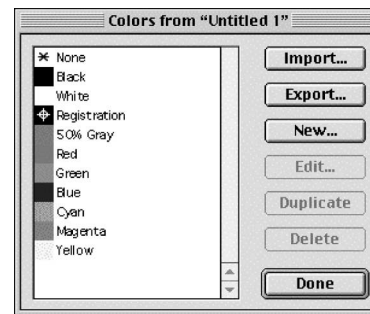 Colors from “Untitled 1”
None
Black
White
Registration
50% Gray
Red
Green
Blue
Cyan
Magenta
Yellow
Import...
Export...
New...
Edit...
Duplicate
Delete
Done